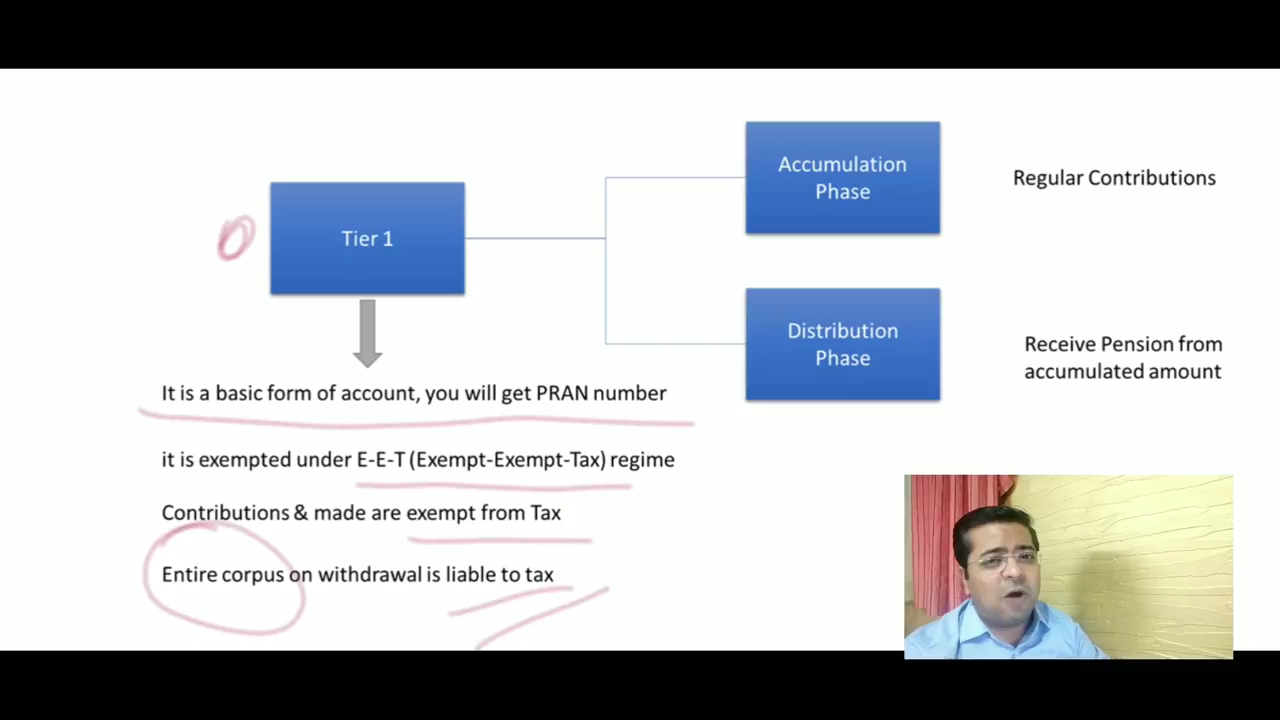 Accumulation
Phase
Regular Contributions
Tier 1
Distribution
Phase
Receive Pension from
accumulated amount
It is a basic form of account, you will get PRAN number
it is exempted under E-E-T (Exempt-Exempt-Tax) regime
Contributions & made are exempt from Tax
Entire corpus on withdrawal is liable to tax